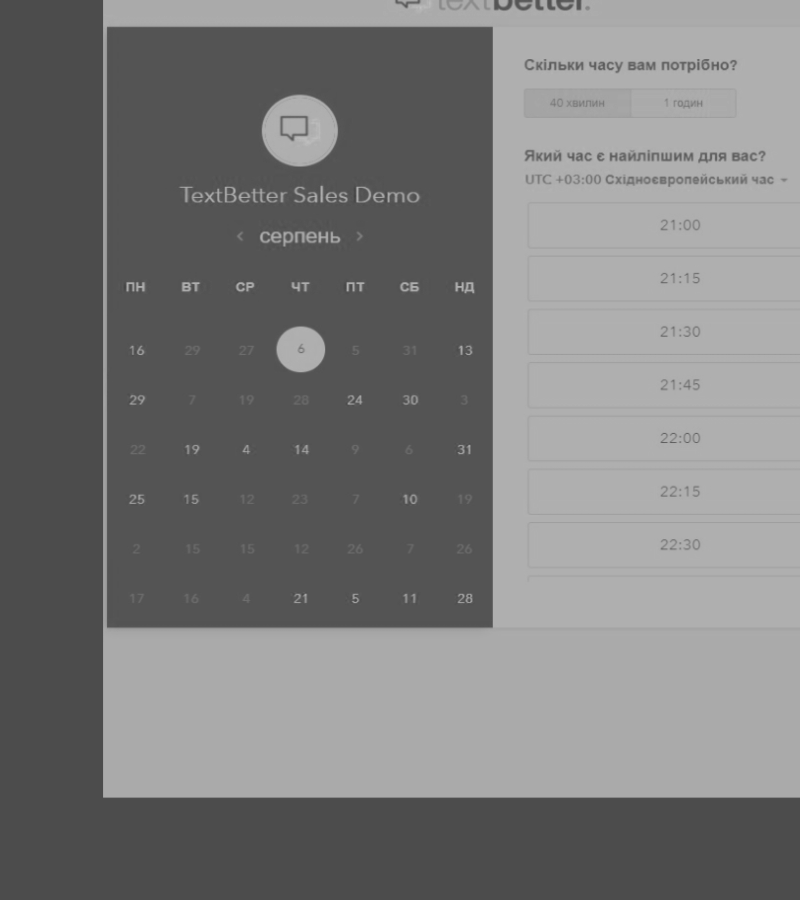 textbetter.
TextBetter Sales Demo
< серпень >
ПН ВТ СР ЧТ ПТ СБ НД
16 29 27 6 5 31 13
29 7 19 28 24 30 3
22 19 4 14 9 6 31
25 15 12 23 7 10 19
2 15 15 12 26 7 26
17 16 4 21 5 11 28
Скільки часу вам потрібно?
40 хвилин 1 годин
Який час є найліпшим для вас?
UTC +03:00 Східноєвропейський час
21:00
21:15
21:30
21:45
22:00
22:15
22:30